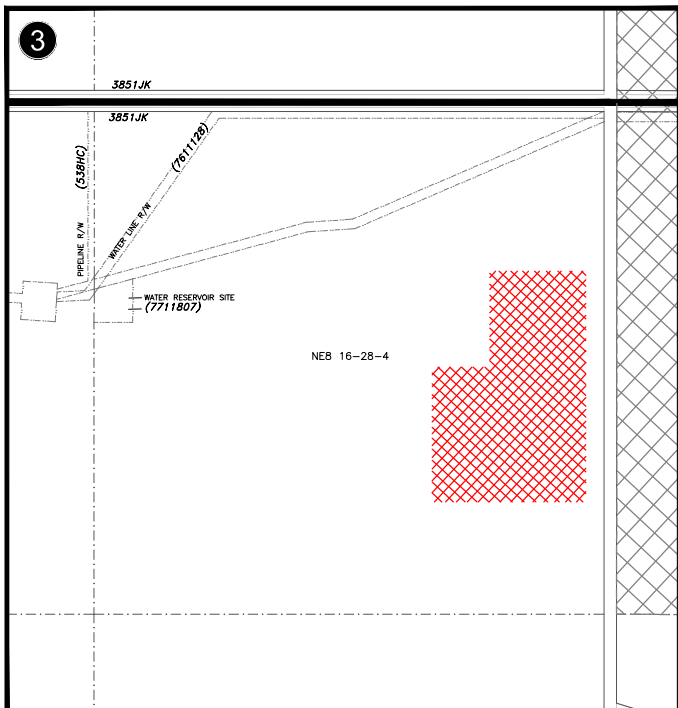 3
3851JK
3851JK
(538HC)
(7611128)
PIPELINE R/W
WATER LINE R/W
WATER RESERVOIR SITE
(7711807)
NE8 16-28-4